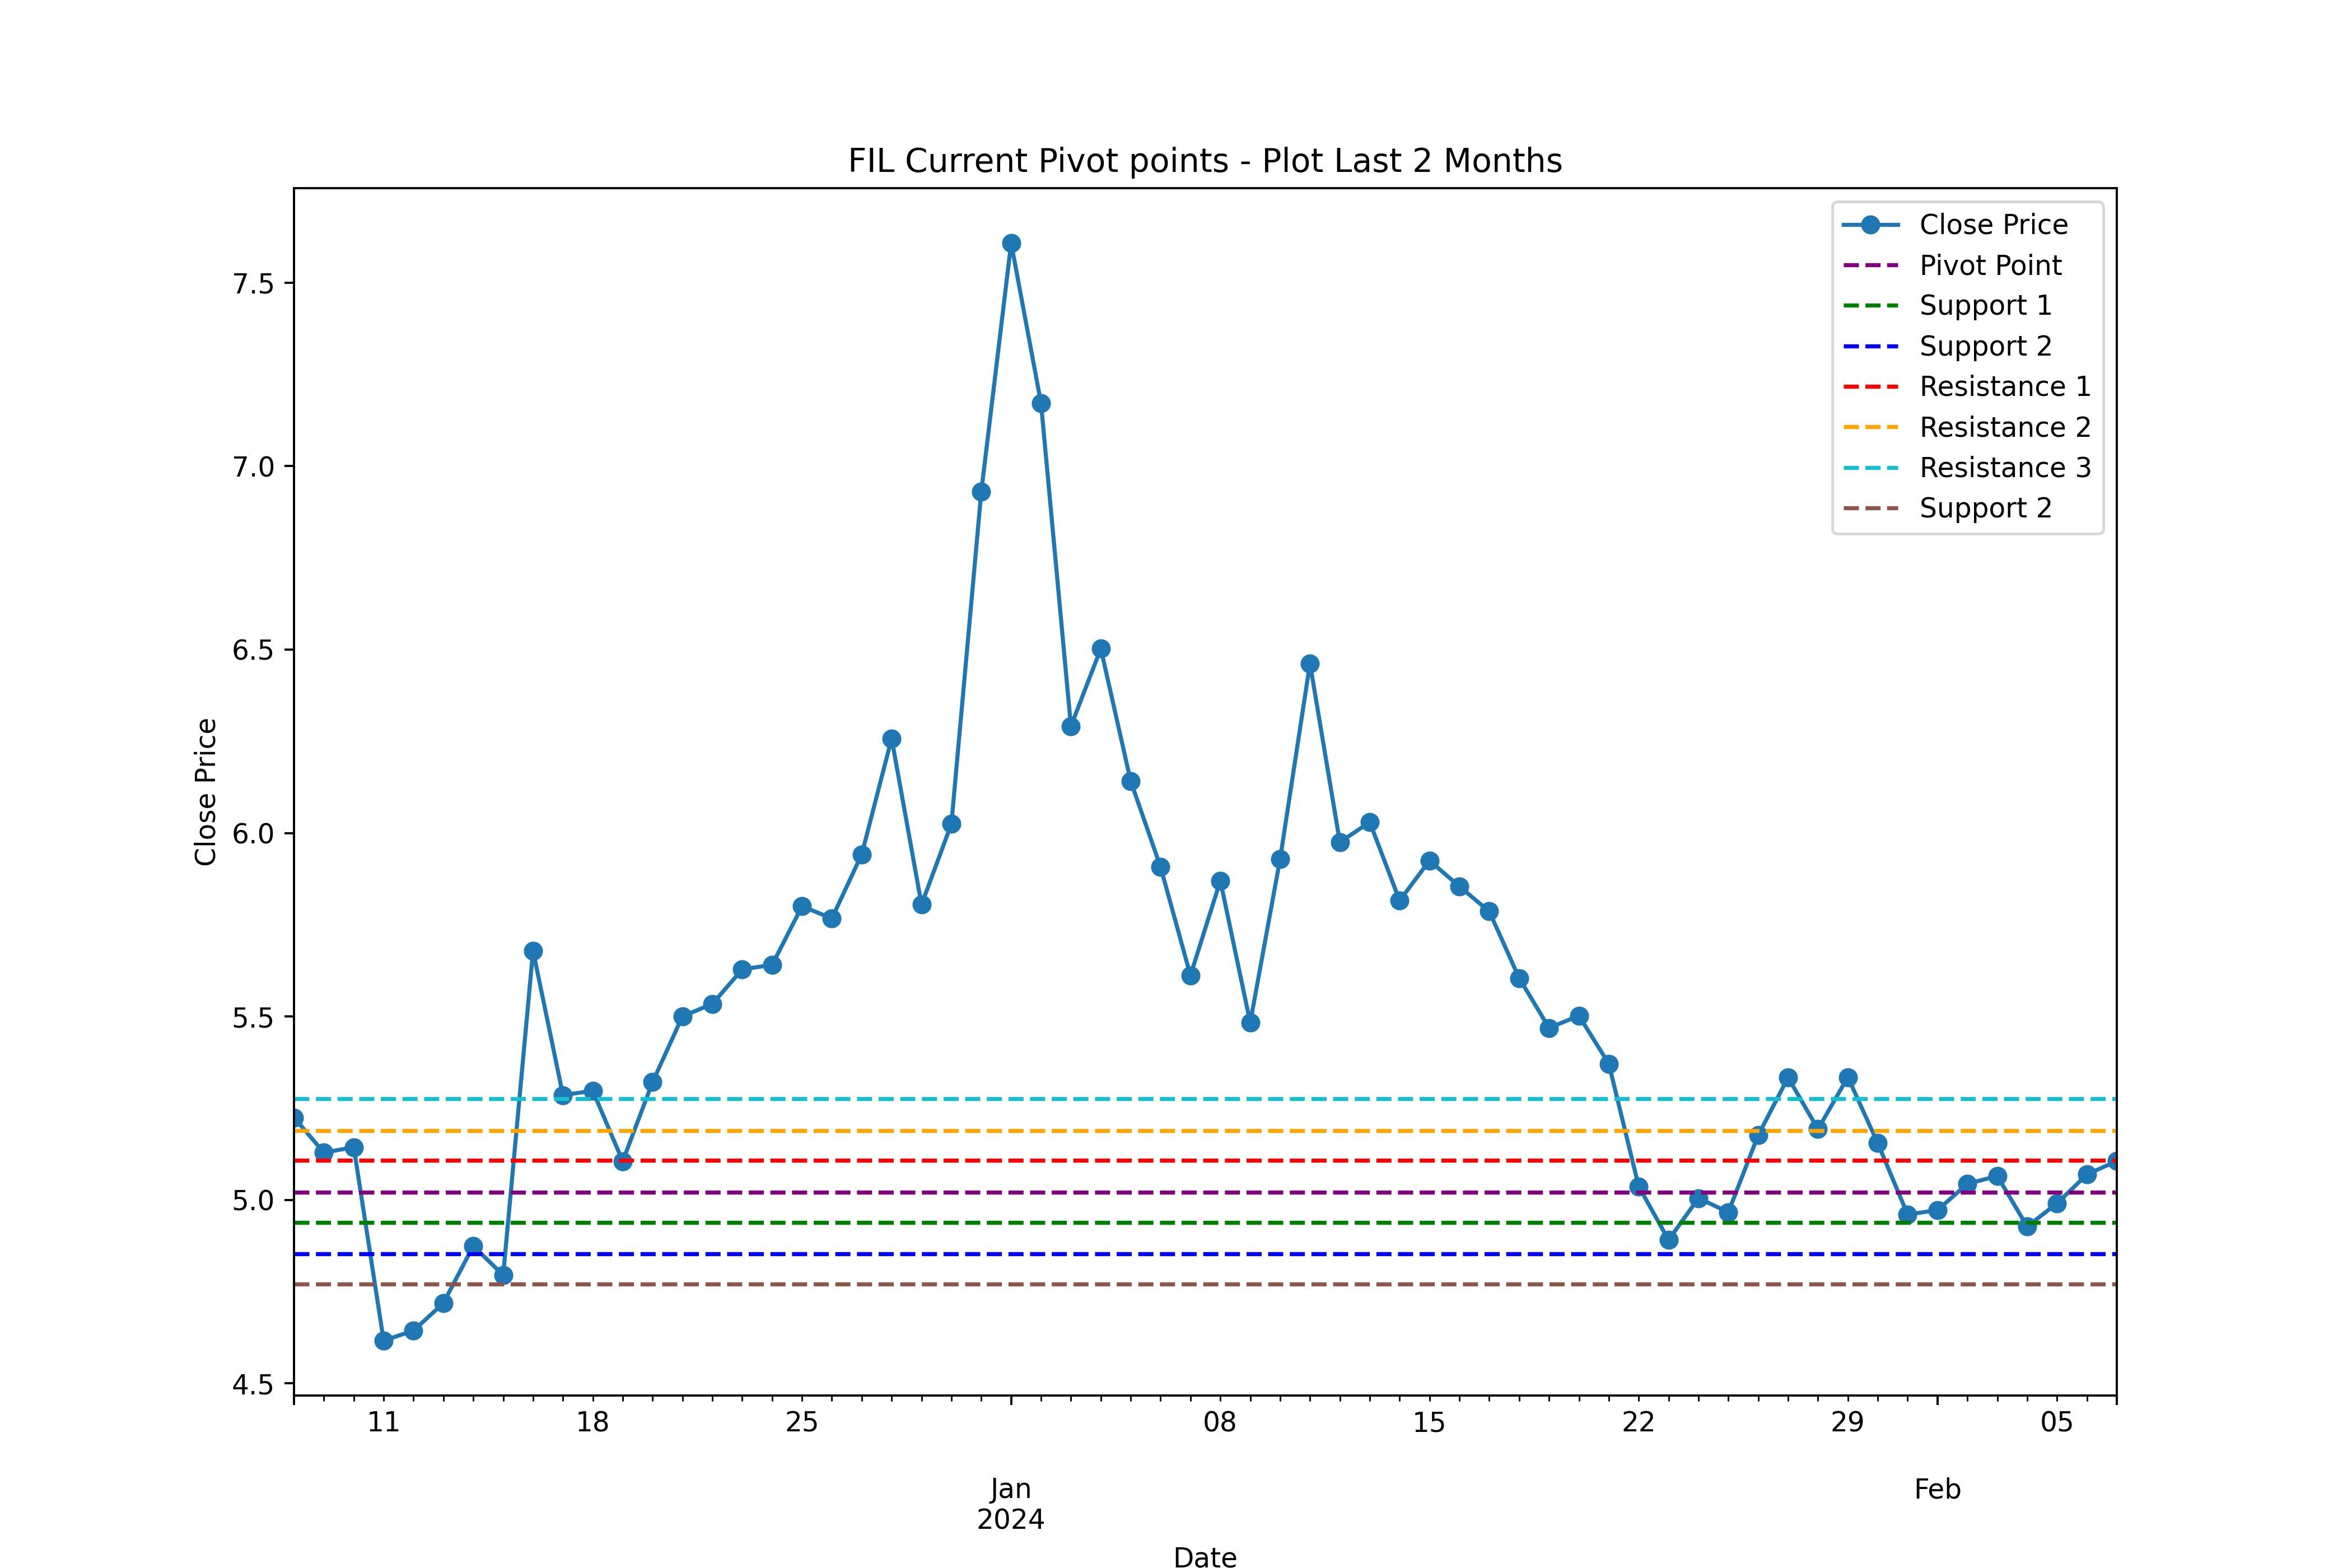 FIL Current Pivot points - Plot Last 2 Months
Close Price
Pivot Point
Support 1
Support 2
Resistance 1
Resistance 2
Resistance 3
Support 2
Close Price
7.5
7.0
6.5
6.0
5.5
5.0
4.5
11 18 25 08 15 22 29 05
Jan Feb
2024
Date